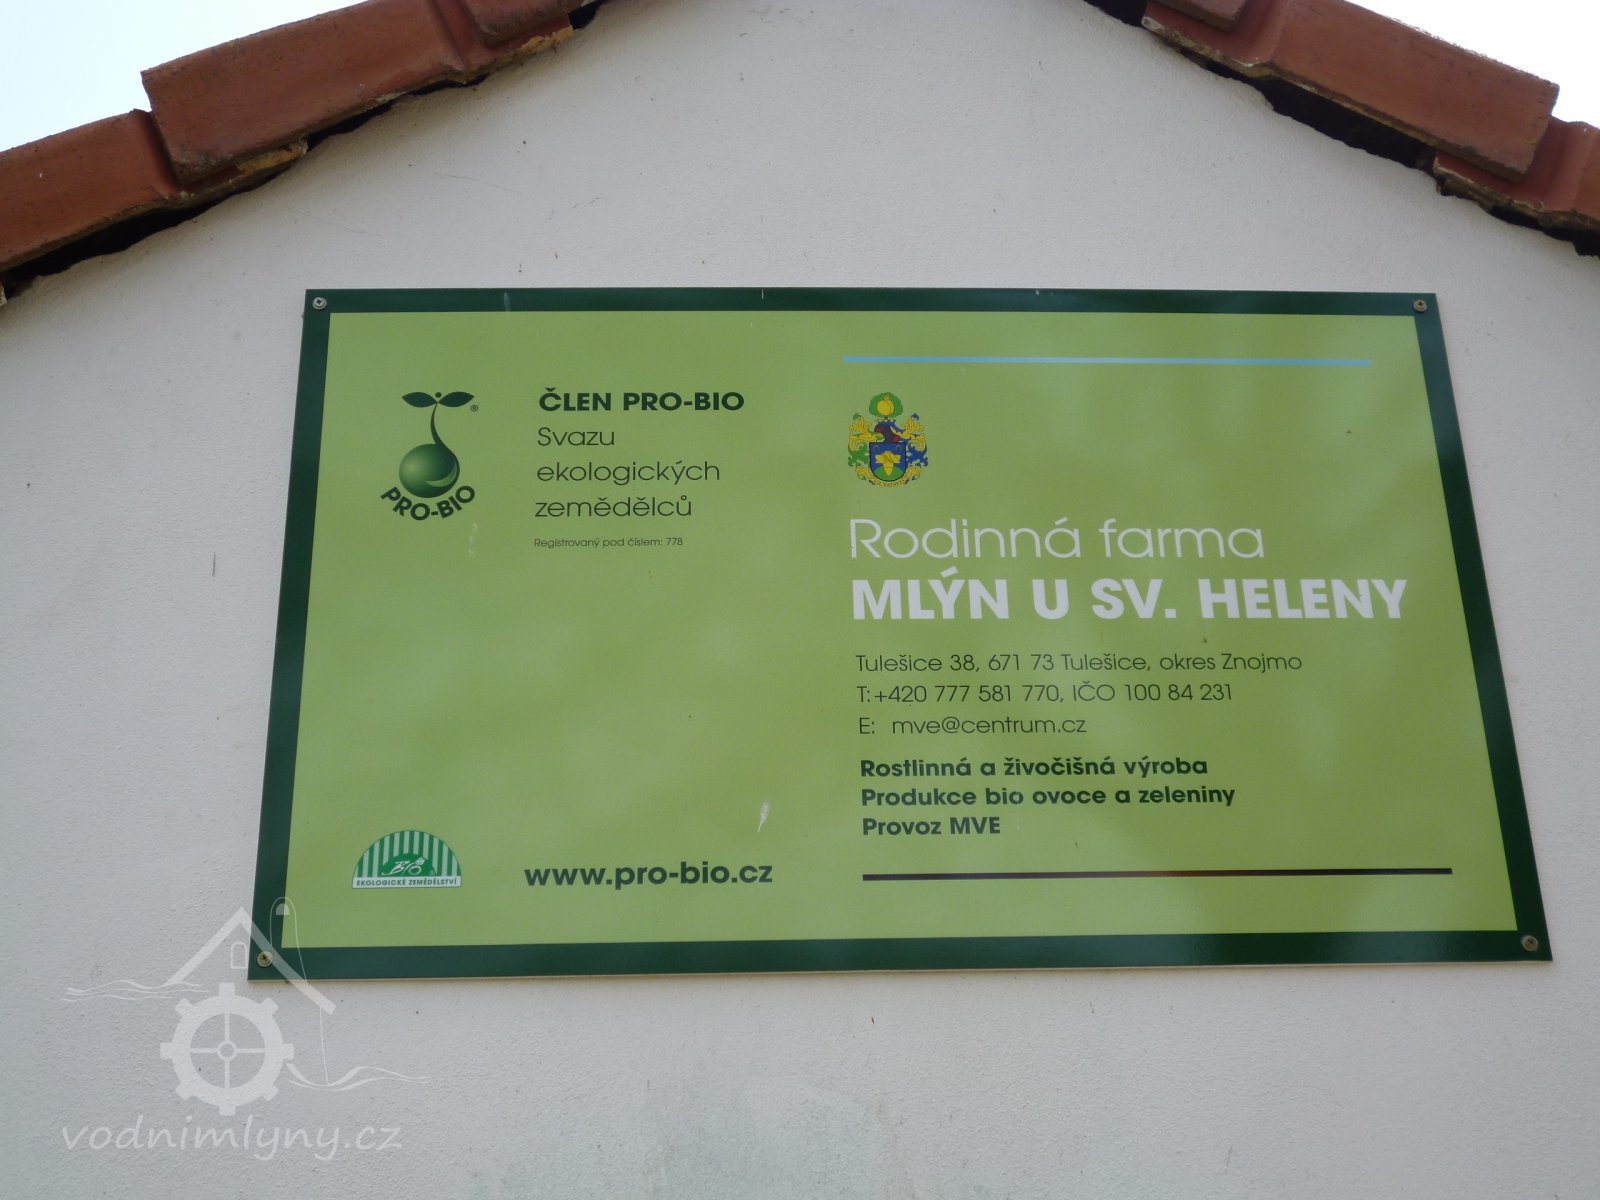 ČLEN PRO-BIO
Svazu
ekologických
zemědělců
Registrovaný pod číslem: 778
®
PRO-BIO
Rodinná farma
MLÝN U SV. HELENY
Tulešice 38, 671 73 Tulešice, okres Znojmo
T: +420 777 581 770, IČO 100 84 231
E: mve@centrum.cz
Rostlinná a živočišná výroba
Produkce bio ovoce a zeleniny
Provoz MVE
BIO
EKOLOGICKÉ ZEMĚDĚLSTVÍ
www.pro-bio.cz
vodnimlyny.cz